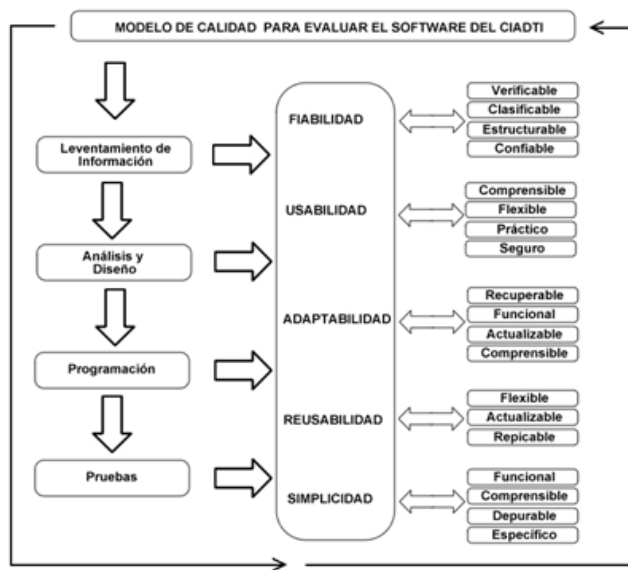 MODELO DE CALIDAD PARA EVALUAR EL SOFTWARE DEL CIADTI
Leventamiento de
Información
Análisis y
Diseño
Programación
Pruebas
FIABILIDAD
USABILIDAD
ADAPTABILIDAD
REUSABILIDAD
SIMPLICIDAD
Verificable
Clasificable
Estructurable
Confiable
Comprensible
Flexible
Práctico
Seguro
Recuperable
Funcional
Actualizable
Comprensible
Flexible
Actualizable
Repicable
Funcional
Comprensible
Depurable
Específico